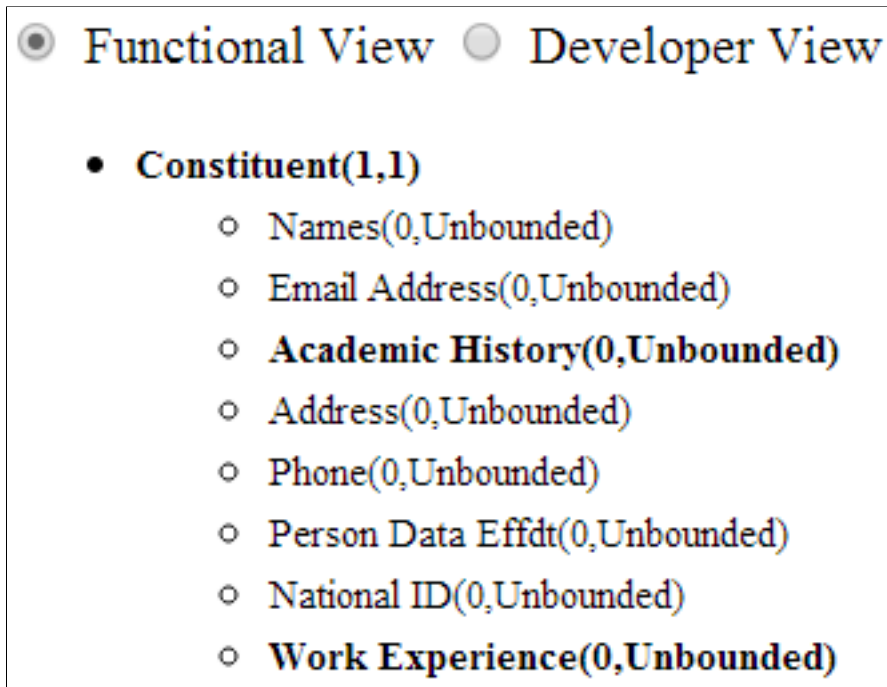 Functional View Developer View
Constituent(1,1)
Names(0,Unbounded)
Email Address(0,Unbounded)
Academic History(0,Unbounded)
Address(0,Unbounded)
Phone(0,Unbounded)
Person Data Effdt(0,Unbounded)
National ID(0,Unbounded)
Work Experience(0,Unbounded)